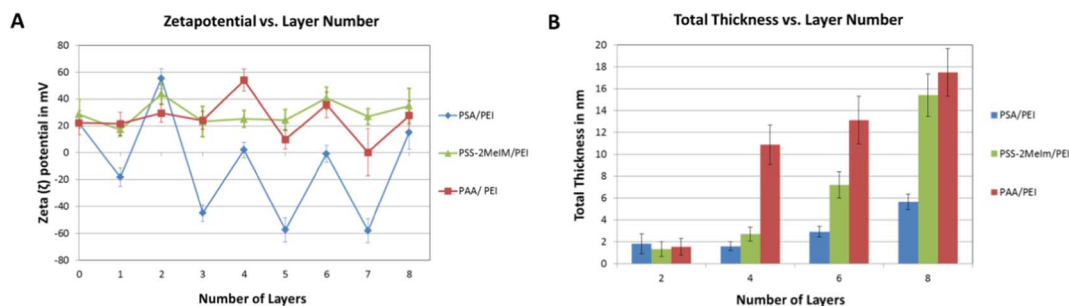 A
Zetapotential vs. Layer Number
80
60
40
20
0
-20
-40
-60
-80
Zeta (ζ) potential in mV
0 1 2 3 4 5 6 7 8
Number of Layers
PSA/PEI
PSS-2MeIM/PEI
PAA/ PEI
B
Total Thickness vs. Layer Number
20
18
16
14
12
10
8
6
4
2
0
Total Thickness in nm
2 4 6 8
Number of Layers
PSA/PEI
PSS-2MeIm/PEI
PAA/PEI